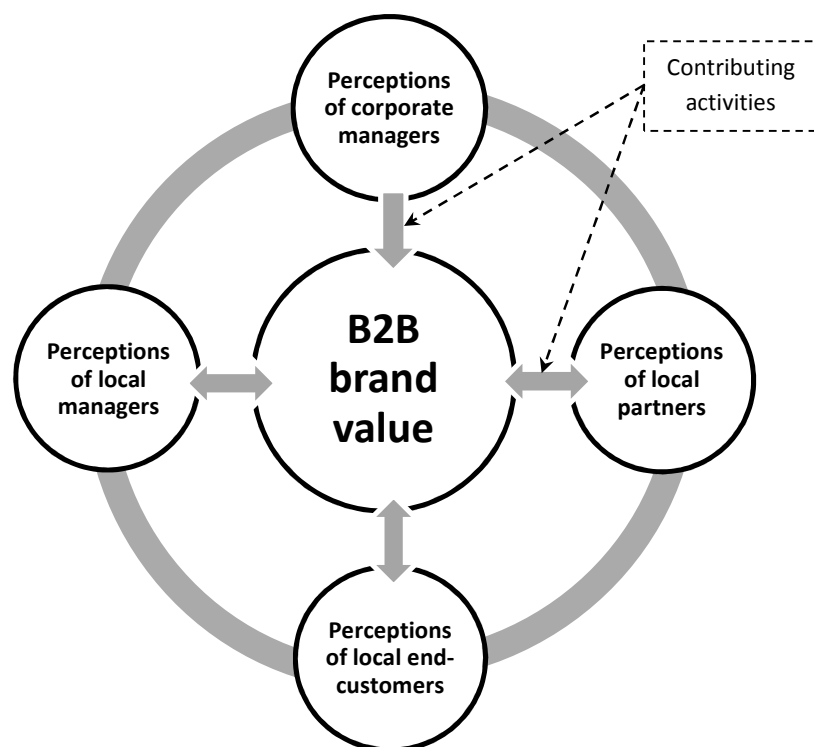 Perceptions
of corporate
managers
Contributing
activities
B2B
brand
value
Perceptions
of local
managers
Perceptions
of local
partners
Perceptions
of local end-
customers